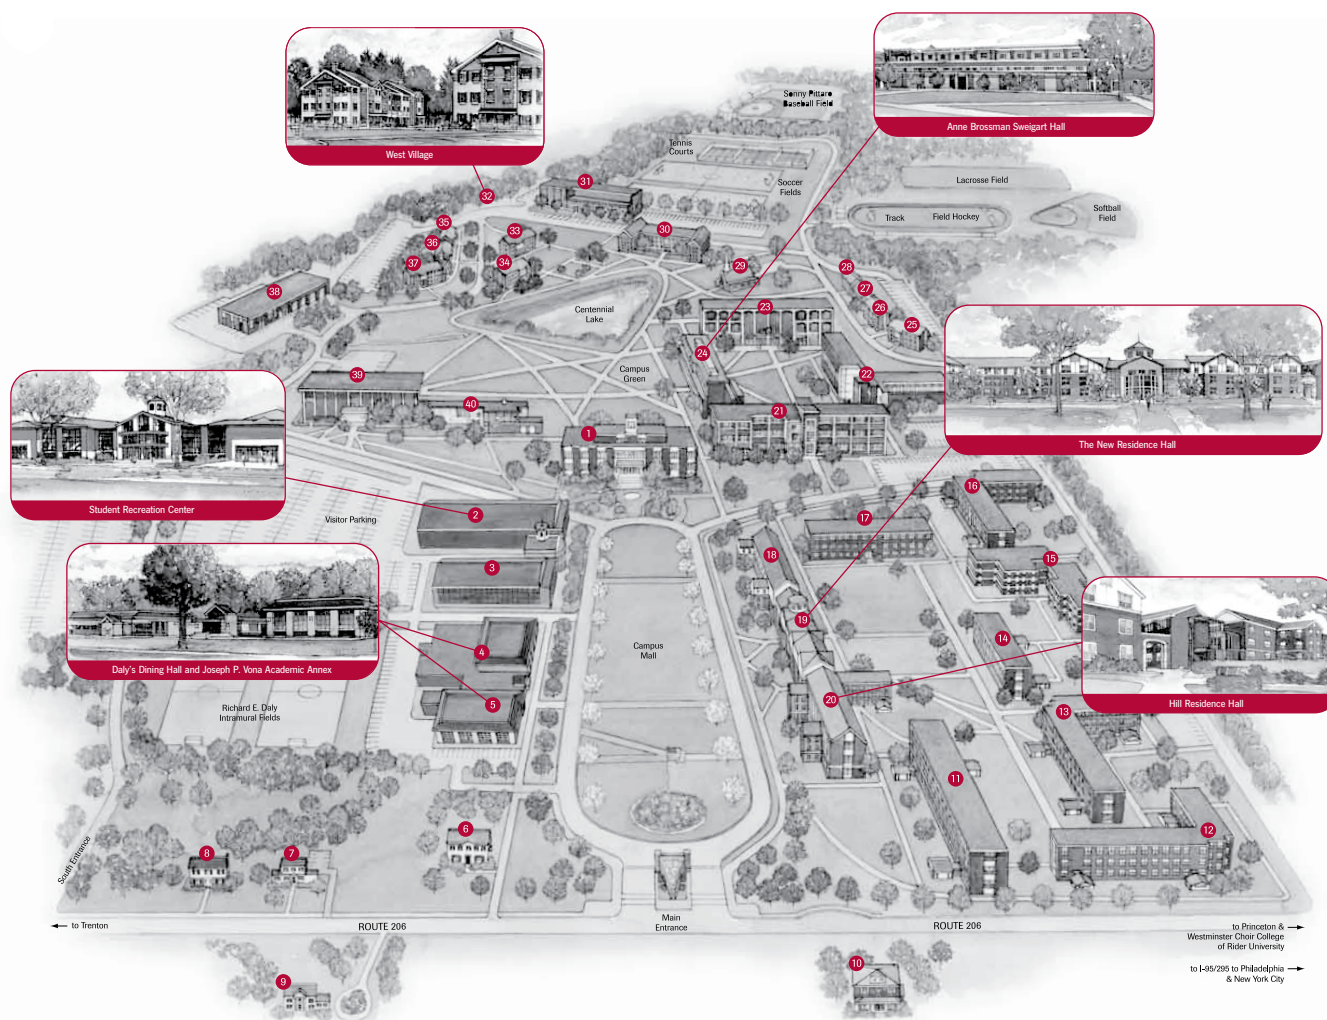 Sonny Pittaro
Baseball Field
Anne Brossman Sweigart Hall
West Village
Tennis
Courts
Soccer
Fields
Lacrosse Field
Track
Field Hockey
Softball
Field
31
32
35
33
30
36
37
34
29
28
38
27
26
25
Centennial
Lake
23
24
22
39
Campus
Green
40
21
1
The New Residence Hall
Student Recreation Center
Visitor Parking
2
16
17
18
15
3
19
14
4
Campus
Mall
Daly's Dining Hall and Joseph P. Vona Academic Annex
5
20
Hill Residence Hall
Richard E. Daly
Intramural Fields
13
11
6
12
8
7
South Entrance
to Trenton
ROUTE 206
Main
Entrance
ROUTE 206
to Princeton &
Westminster Choir College
of Rider University
to I-95/295 to Philadelphia
& New York City
9
10